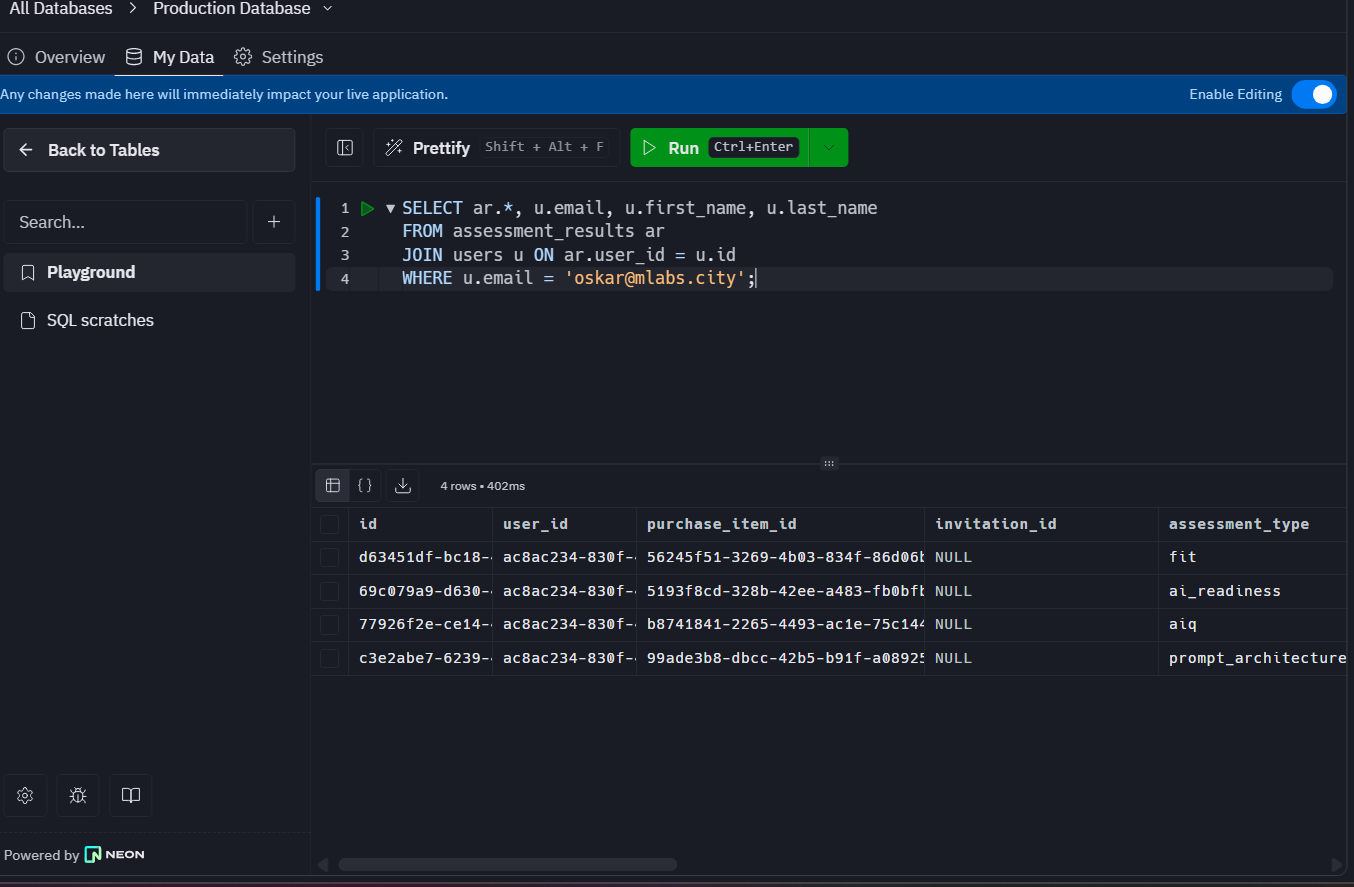 All Databases > Production Database
Overview My Data Settings
Any changes made here will immediately impact your live application. Enable Editing
Back to Tables
Prettify Shift + Alt + F Run Ctrl+Enter
Search... +
Playground
SQL scratches
1 SELECT ar.*, u.email, u.first_name, u.last_name
2 FROM assessment_results ar
3 JOIN users u ON ar.user_id = u.id
4 WHERE u.email = 'oskar@mlabs.city';
{} 4 rows • 402ms
id user_id purchase_item_id invitation_id assessment_type
d63451df-bc18- ac8ac234-830f- 56245f51-3269-4b03-834f-86d06b NULL fit
69c079a9-d630- ac8ac234-830f- 5193f8cd-328b-42ee-a483-fb0bfb NULL ai_readiness
77926f2e-ce14- ac8ac234-830f- b8741841-2265-4493-ac1e-75c144 NULL aiq
c3e2abe7-6239- ac8ac234-830f- 99ade3b8-dbcc-42b5-b91f-a08925 NULL prompt_architecture
Powered by NEON